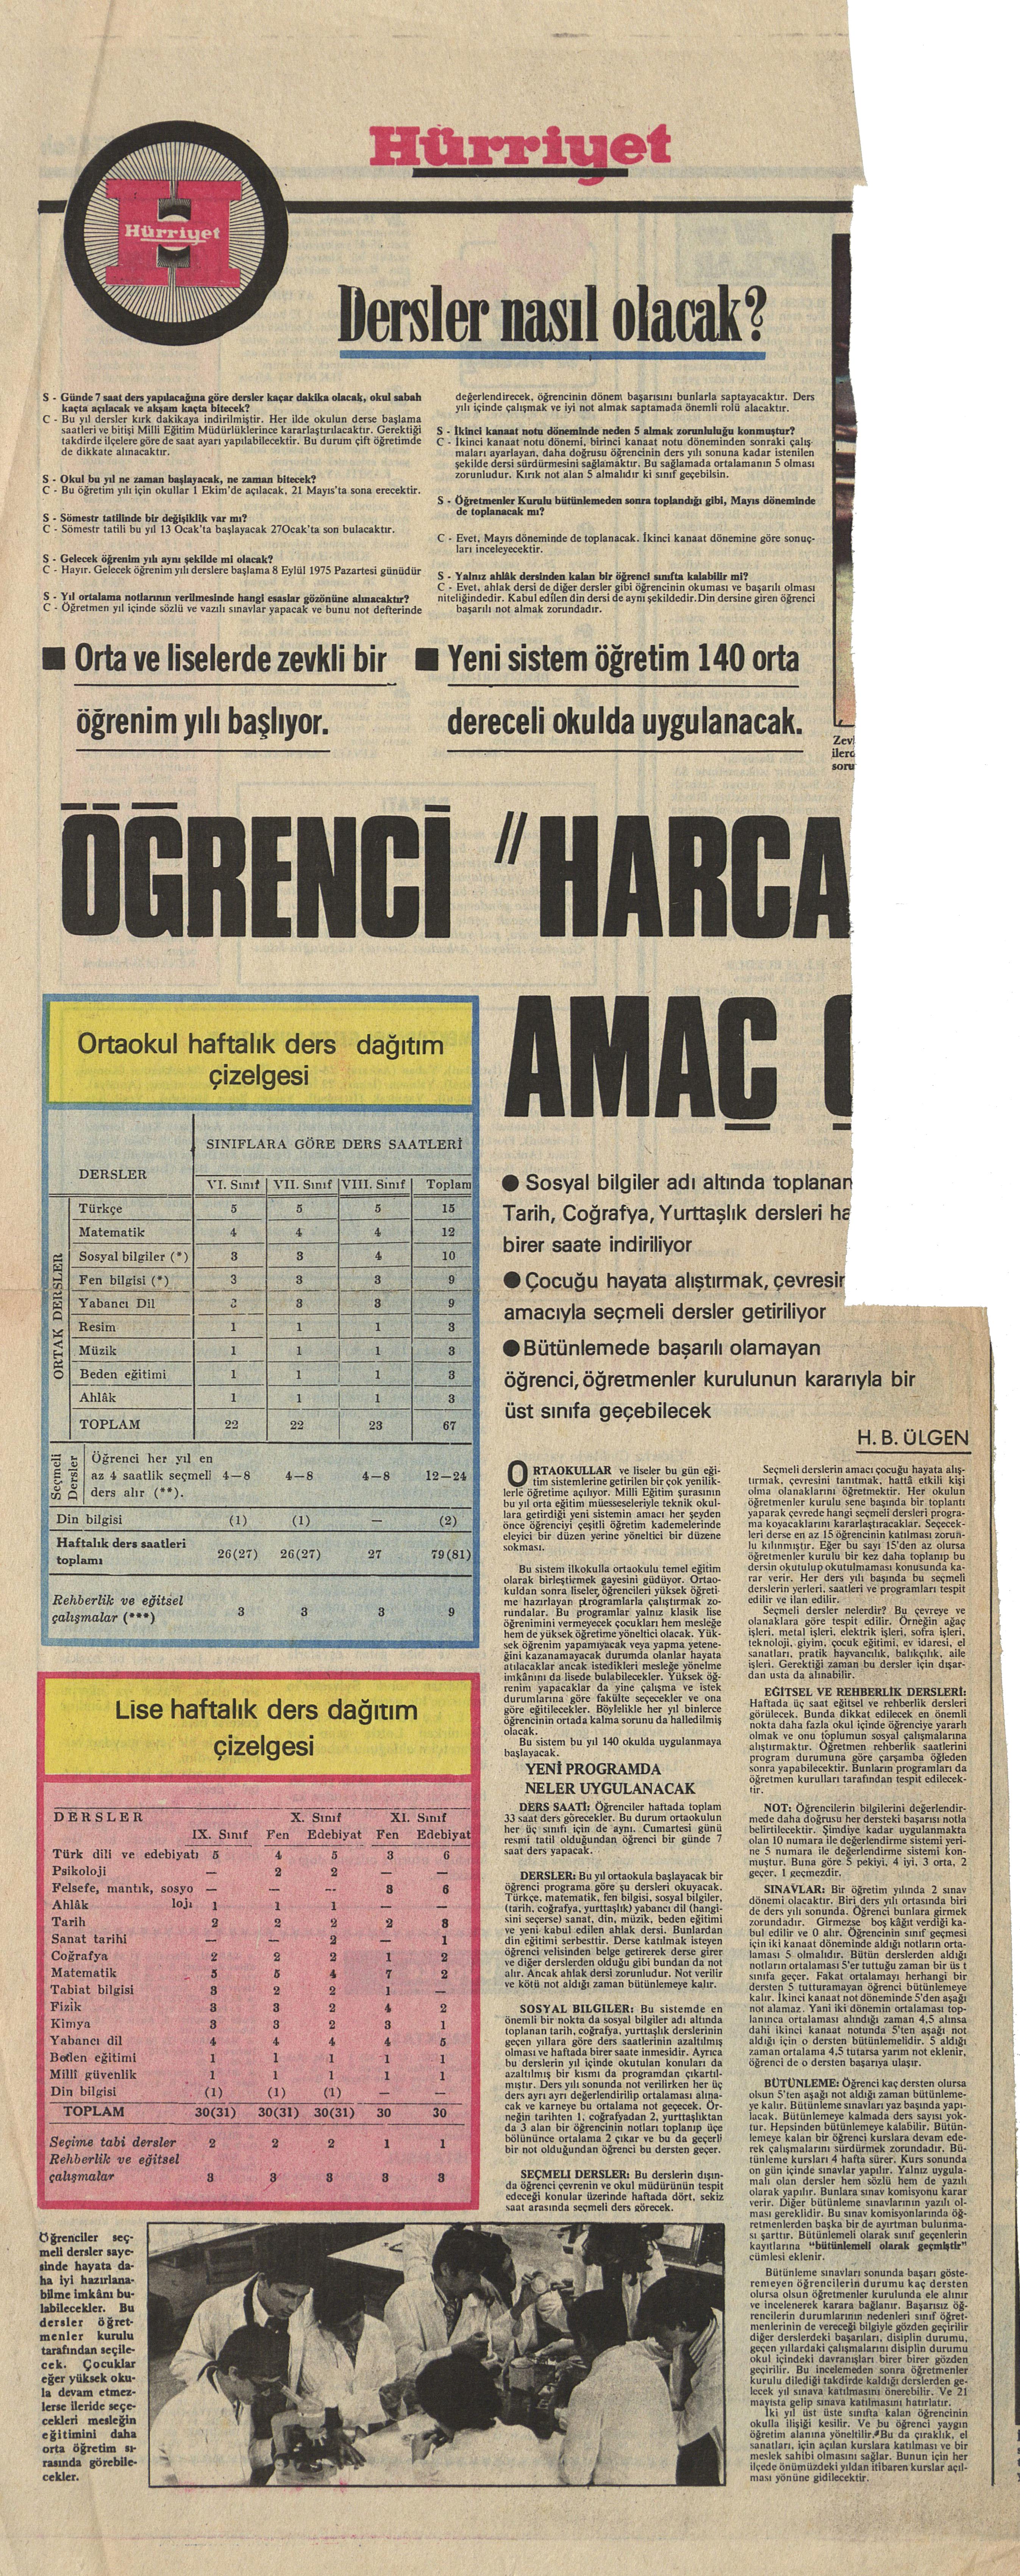 Hürriyet
Hürriyet
Dersler nasıl olacak?
S - Günde 7 saat ders yapılacağına göre dersler kaçar dakika olacak, okul sabah
kaçta açılacak ve akşam kaçta bitecek?
C - Bu yıl dersler kırk dakikaya indirilmiştir. Her ilde okulun derse başlama
saatleri ve bitişi Milli Eğitim Müdürlüklerince kararlaştırılacaktır. Gerektiği
takdirde ilçelere göre de saat ayarı yapılabilecektir. Bu durum çift öğretimde
de dikkate alınacaktır.
S - Okul bu yıl ne zaman başlayacak, ne zaman bitecek?
C - Bu öğretim yılı için okullar 1 Ekim'de açılacak, 21 Mayıs'ta sona erecektir.
S - Sömestr tatilinde bir değişiklik var mı?
C - Sömestr tatili bu yıl 13 Ocak'ta başlayacak 27Ocak'ta son bulacaktır.
S - Gelecek öğrenim yılı aynı şekilde mi olacak?
C - Hayır. Gelecek öğrenim yılı derslere başlama 8 Eylül 1975 Pazartesi günüdür
S - Yıl ortalama notlarının verilmesinde hangi esaslar gözönüne alınacaktır?
C - Öğretmen yıl içinde sözlü ve vazılı sınavlar yapacak ve bunu not defterinde
değerlendirecek, öğrencinin dönem başarısını bunlarla saptayacaktır. Ders
yılı içinde çalışmak ve iyi not almak saptamada önemli rolü alacaktır.
S - İkinci kanaat notu döneminde neden 5 almak zorunluluğu konmuştur?
C - İkinci kanaat notu dönemi, birinci kanaat notu döneminden sonraki çalış-
maları ayarlayan, daha doğrusu öğrencinin ders yılı sonuna kadar istenilen
şekilde dersi sürdürmesini sağlamaktır. Bu sağlamada ortalamanın 5 olması
zorunludur. Kırık not alan 5 almalıdır ki sınıf geçebilsin.
S - Öğretmenler Kurulu bütünlemeden sonra toplandığı gibi, Mayıs döneminde
de toplanacak mı?
C - Evet, Mayıs döneminde de toplanacak. İkinci kanaat dönemine göre sonuç-
ları inceleyecektir.
S - Yalnız ahlâk dersinden kalan bir öğrenci sınıfta kalabilir mi?
C - Evet, ahlak dersi de diğer dersler gibi öğrencinin okuması ve başarılı olması
niteliğindedir. Kabul edilen din dersi de aynı şekildedir.Din dersine giren öğrenci
başarılı not almak zorundadır.
■ Orta ve liselerde zevkli bir
öğrenim yılı başlıyor.
■ Yeni sistem öğretim 140 orta
dereceli okulda uygulanacak.
Zev
ilerd
soru
ÖĞRENCİ "HARCA
AMAÇ
Ortaokul haftalık ders dağıtım
çizelgesi
DERSLER SINIFLARA GÖRE DERS SAATLERİ
VI. Sınıf VII. Sınıf VIII. Sınıf Toplam
ORTAK DERSLER
Türkçe 5 5 5 15
Matematik 4 4 4 12
Sosyal bilgiler (*) 3 3 4 10
Fen bilgisi (*) 3 3 3 9
Yabancı Dil 3 3 3 9
Resim 1 1 1 3
Müzik 1 1 1 3
Beden eğitimi 1 1 1 3
Ahlâk 1 1 1 3
TOPLAM 22 22 23 67
Seçmeli Dersler
Öğrenci her yıl en
az 4 saatlik seçmeli 4—8 4—8 4—8 12—24
ders alır (**).
Din bilgisi (1) (1) — (2)
Haftalık ders saatleri
toplamı 26(27) 26(27) 27 79(81)
Rehberlik ve eğitsel
çalışmalar (***) 3 3 3 9
Lise haftalık ders dağıtım
çizelgesi
DERSLER X. Sınıf XI. Sınıf
IX. Sınıf Fen Edebiyat Fen Edebiyat
Türk dili ve edebiyatı 5 4 5 3 6
Psikoloji — 2 2 — —
Felsefe, mantık, sosyo — — — 3 6
Ahlâk loji 1 1 1 — —
Tarih 2 2 2 2 3
Sanat tarihi — — 2 — 1
Coğrafya 2 2 2 1 2
Matematik 5 5 4 7 2
Tabiat bilgisi 3 2 2 1 —
Fizik 3 3 2 4 2
Kimya 3 3 2 3 1
Yabancı dil 4 4 4 4 5
Beden eğitimi 1 1 1 1 1
Millî güvenlik 1 1 1 1 1
Din bilgisi (1) (1) (1) — —
TOPLAM 30(31) 30(31) 30(31) 30 30
Seçime tabi dersler 2 2 2 1 1
Rehberlik ve eğitsel
çalışmalar 3 3 3 3 3
Öğrenciler seç-
meli dersler saye-
sinde hayata da-
ha iyi hazırlana-
bilme imkânı bu-
labilecekler. Bu
dersler öğret-
menler kurulu
tarafından seçile-
cek. Çocuklar
eğer yüksek oku-
la devam etmez-
lerse ileride seçe-
cekleri mesleğin
eğitimini daha
orta öğretim sı-
rasında görebile-
cekler.
● Sosyal bilgiler adı altında toplanan
Tarih, Coğrafya, Yurttaşlık dersleri ha
birer saate indiriliyor
● Çocuğu hayata alıştırmak, çevresin
amacıyla seçmeli dersler getiriliyor
● Bütünlemede başarılı olamayan
öğrenci, öğretmenler kurulunun kararıyla bir
üst sınıfa geçebilecek
H. B. ÜLGEN
ORTAOKULLAR ve liseler bu gün eği-
tim sistemlerine getirilen bir çok yenilik-
lerle öğretime açılıyor. Milli Eğitim şurasının
bu yıl orta eğitim müesseseleriyle teknik okul-
lara getirdiği yeni sistemin amacı her şeyden
önce öğrenciyi çeşitli öğretim kademelerinde
eleyici bir düzen yerine yöneltici bir düzene
sokması.
Bu sistem ilkokulla ortaokulu temel eğitim
olarak birleştirmek gayesini güdüyor. Ortao-
kuldan sonra liseler, öğrencileri yüksek öğreti-
me hazırlayan programlarla çalıştırmak zo-
rundalar. Bu programlar yalnız klasik lise
öğrenimini vermeyecek çocukları hem mesleğe
hem de yüksek öğretime yöneltici olacak. Yük-
sek öğrenim yapamıyacak veya yapma yetene-
ğini kazanamayacak durumda olanlar hayata
atılacaklar ancak istedikleri mesleğe yönelme
imkânını da lisede bulabilecekler. Yüksek öğ-
renim yapacaklar da yine çalışma ve istek
durumlarına göre fakülte seçecekler ve ona
göre eğitilecekler. Böylelikle her yıl binlerce
öğrencinin ortada kalma sorunu da halledilmiş
olacak.
Bu sistem bu yıl 140 okulda uygulanmaya
başlayacak.
YENİ PROGRAMDA
NELER UYGULANACAK
DERS SAATİ: Öğrenciler haftada toplam
33 saat ders görecekler. Bu durum ortaokulun
her üç sınıfı için de aynı. Cumartesi günü
resmi tatil olduğundan öğrenci bir günde 7
saat ders yapacak.
DERSLER: Bu yıl ortaokula başlayacak bir
öğrenci programa göre şu dersleri okuyacak.
Türkçe, matematik, fen bilgisi, sosyal bilgiler,
(tarih, coğrafya, yurttaşlık) yabancı dil (hangi-
sini seçerse) sanat, din, müzik, beden eğitimi
ve yeni kabul edilen ahlak dersi. Bunlardan
din eğitimi serbesttir. Derse katılmak isteyen
öğrenci velisinden belge getirerek derse girer
ve diğer derslerden olduğu gibi bundan da not
alır. Ancak ahlak dersi zorunludur. Not verilir
ve kötü not aldığı zaman bütünlemeye kalır.
SOSYAL BILGILER: Bu sistemde en
önemli bir nokta da sosyal bilgiler adı altında
toplanan tarih, coğrafya, yurttaşlık derslerinin
geçen yıllara göre ders saatlerinin azaltılmış
olması ve haftada birer saate inmesidir. Ayrıca
bu derslerin yıl içinde okutulan konuları da
azaltılmış bir kısmı da programdan çıkartıl-
mıştır. Ders yılı sonunda not verilirken her üç
ders ayrı ayrı değerlendirilip ortalaması alına-
cak ve karneye bu ortalama not geçecek. Ör-
neğin tarihten 1, coğrafyadan 2, yurttaşlıktan
da 3 alan bir öğrencinin notları toplanıp üçe
bölününce ortalama 2 çıkar ve bu da geçerli
bir not olduğundan öğrenci bu dersten geçer.
SEÇMELİ DERSLER: Bu derslerin dışın-
da öğrenci çevrenin ve okul müdürünün tespit
edeceği konular üzerinde haftada dört, sekiz
saat arasında seçmeli ders görecek.
Seçmeli derslerin amacı çocuğu hayata alış-
tırmak, çevresini tanıtmak, hattâ etkili kişi
olma olanaklarını öğretmektir. Her okulun
öğretmenler kurulu sene başında bir toplantı
yaparak çevrede hangi seçmeli dersleri progra-
ma koyacaklarını kararlaştıracaklar. Seçecek-
leri derse en az 15 öğrencinin katılması zorun-
lu kılınmıştır. Eğer bu sayı 15'den az olursa
öğretmenler kurulu bir kez daha toplanıp bu
dersin okutulup okutulmaması konusunda ka-
rar verir. Her ders yılı başında bu seçmeli
derslerin yerleri, saatleri ve programları tespit
edilir ve ilan edilir.
Seçmeli dersler nelerdir? Bu çevreye ve
olanaklara göre tespit edilir. Örneğin ağaç
işleri, metal işleri, elektrik işleri, sofra işleri,
teknoloji, giyim, çocuk eğitimi, ev idaresi, el
sanatları, pratik hayvancılık, balıkçılık, aile
işleri. Gerektiği zaman bu dersler için dışar-
dan usta da alınabilir.
EĞİTSEL VE REHBERLİK DERSLERİ:
Haftada üç saat eğitsel ve rehberlik dersleri
görülecek. Bunda dikkat edilecek en önemli
nokta daha fazla okul içinde öğrenciye yararlı
olmak ve onu toplumun sosyal çalışmalarına
alıştırmaktır. Öğretmen rehberlik saatlerini
program durumuna göre çarşamba öğleden
sonra yapabilecektir. Bunların programları da
öğretmen kurulları tarafından tespit edilecek-
tir.
NOT: Öğrencilerin bilgilerini değerlendir-
mede daha doğrusu her dersteki başarısı notla
belirtilecektir. Şimdiye kadar uygulanmakta
olan 10 numara ile değerlendirme sistemi yeri-
ne 5 numara ile değerlendirme sistemi kon-
muştur. Buna göre 5 pekiyi, 4 iyi, 3 orta, 2
geçer, 1 geçmezdir.
SINAVLAR: Bir öğretim yılında 2 sınav
dönemi olacaktır. Biri ders yılı ortasında biri
de ders yılı sonunda. Öğrenci bunlara girmek
zorundadır. Girmezse boş kâğıt verdiği ka-
bul edilir ve 0 alır. Öğrencinin sınıf geçmesi
için iki kanaat döneminde aldığı notların orta-
laması 5 olmalıdır. Bütün derslerden aldığı
notların ortalaması 5'er tuttuğu zaman bir üs t
sınıfa geçer. Fakat ortalamayı herhangi bir
dersten 5 tutturamayan öğrenci bütünlemeye
kalır. İkinci kanaat not döneminde 5'den aşağı
not alamaz. Yani iki dönemin ortalaması top-
lanınca ortalaması alındığı zaman 4,5 alınsa
dahi ikinci kanaat notunda 5'ten aşağı not
aldığı için o dersten bütünlemelidir. 5 aldığı
zaman ortalama 4,5 tutarsa yarım not eklenir,
öğrenci de o dersten başarıya ulaşır.
BÜTÜNLEME: Öğrenci kaç dersten olursa
olsun 5'ten aşağı not aldığı zaman bütünleme-
ye kalır. Bütünleme sınavları yaz başında yapı-
lacak. Bütünlemeye kalmada ders sayısı yok-
tur. Hepsinden bütünlemeye kalabilir. Bütün-
lemeye kalan bir öğrenci kurslara devam ede-
rek çalışmalarını sürdürmek zorundadır. Bü-
tünleme kursları 4 hafta sürer. Kurs sonunda
on gün içinde sınavlar yapılır. Yalnız uygula-
malı olan dersler hem sözlü hem de yazılı
olarak yapılır. Bunlara sınav komisyonu karar
verir. Diğer bütünleme sınavlarının yazılı ol-
ması gereklidir. Bu sınav komisyonlarında öğ-
retmenlerden başka bir de ayırtman bulunma-
sı şarttır. Bütünlemeli olarak sınıf geçenlerin
kayıtlarına "bütünlemeli olarak geçmiştir"
cümlesi eklenir.
Bütünleme sınavları sonunda başarı göste-
remeyen öğrencilerin durumu kaç dersten
olursa olsun öğretmenler kurulunda ele alınır
ve incelenerek karara bağlanır. Başarısız öğ-
rencilerin durumlarının nedenleri sınıf öğret-
menlerinin de vereceği bilgiyle gözden geçirilir
diğer derslerdeki başarıları, disiplin durumu,
geçen yıllardaki çalışmalarını disiplin durumu
okul içindeki davranışları birer birer gözden
geçirilir. Bu incelemeden sonra öğretmenler
kurulu dilediği takdirde kaldığı derslerden ge-
lecek yıl sınava katılmasını önerebilir. Ve 21
mayısta gelip sınava katılmasını hatırlatır.
İki yıl üst üste sınıfta kalan öğrencinin
okulla ilişiği kesilir. Ve bu öğrenci yaygın
öğretim alanına yöneltilir. Bu da çıraklık, el
sanatları, için açılan kurslara katılması ve bir
meslek sahibi olmasını sağlar. Bunun için her
ilçede önümüzdeki yıldan itibaren kurslar açıl-
ması yönüne gidilecektir.